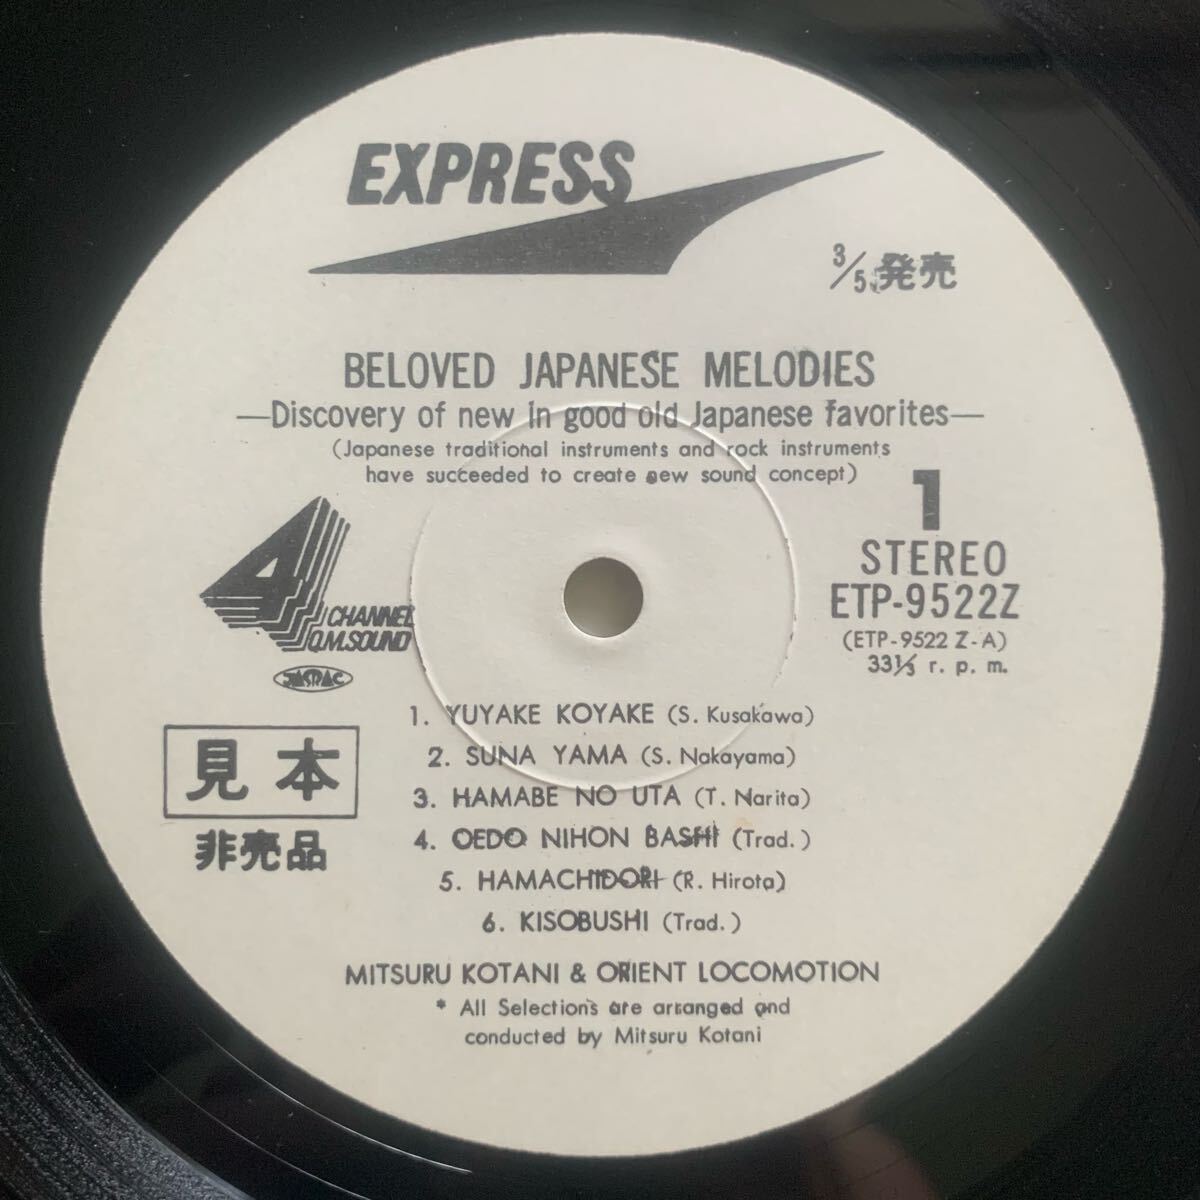 EXPRESS
3/5発売
BELOVED JAPANESE MELODIES
—Discovery of new in good old Japanese favorites—
(Japanese traditional instruments and rock instruments
have succeeded to create new sound concept)
1
STEREO
ETP-9522Z
(ETP-9522 Z-A)
33⅓ r. p. m.
4
CHANNEL
Q.M.SOUND
JASRAC
見本
非売品
1. YUYAKE KOYAKE (S. Kusakawa)
2. SUNA YAMA (S. Nakayama)
3. HAMABE NO UTA (T. Narita)
4. OEDO NIHON BASHI (Trad.)
5. HAMACHIDORI (R. Hirota)
6. KISOBUSHI (Trad.)
MITSURU KOTANI & ORIENT LOCOMOTION
* All Selections are arranged and
conducted by Mitsuru Kotani